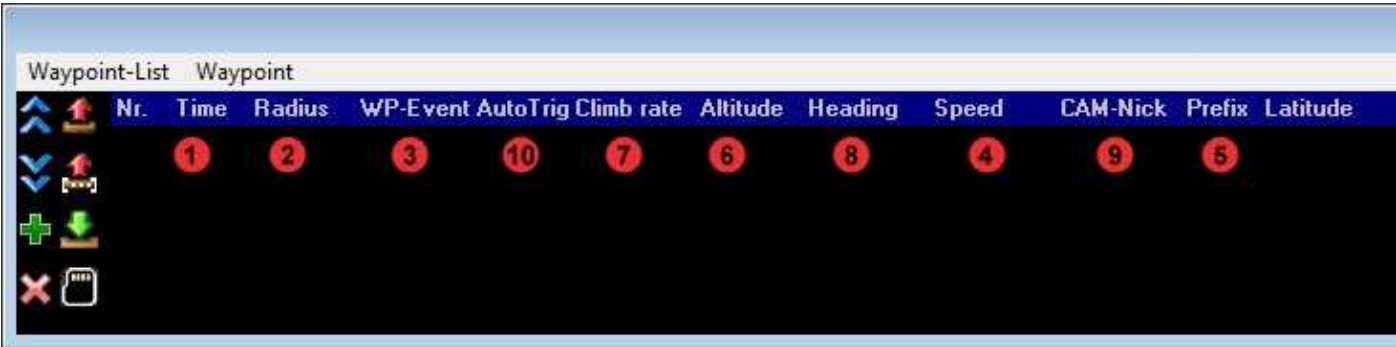 Waypoint-List Waypoint
Nr. Time Radius WP-Event AutoTrig Climb rate Altitude Heading Speed CAM-Nick Prefix Latitude
1 2 3 10 7 6 8 4 9 5